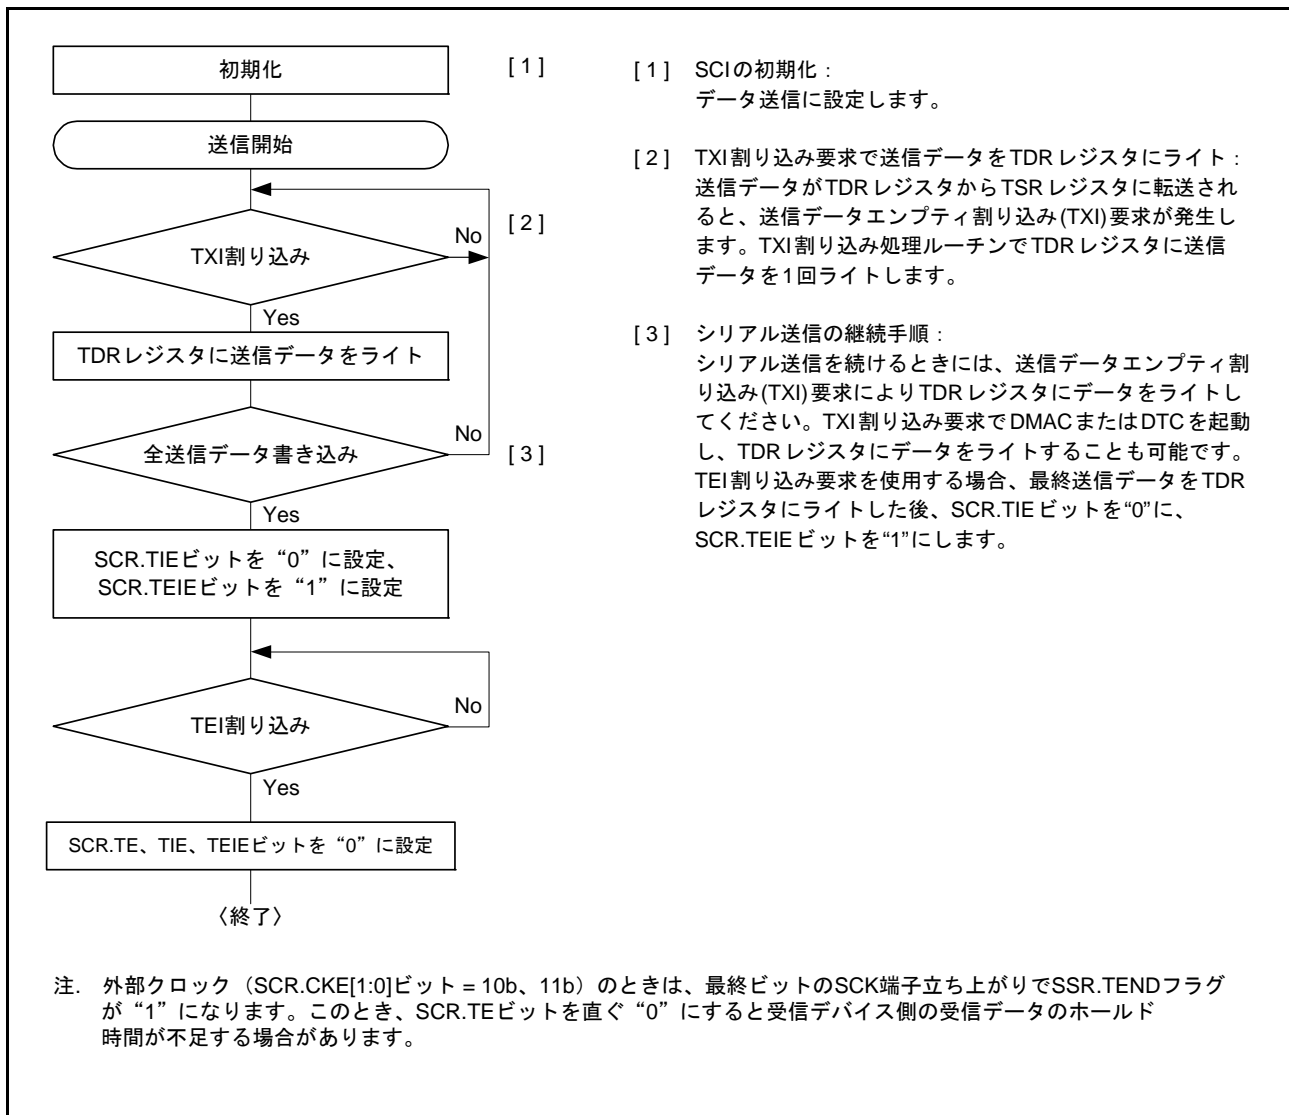 初期化
[ 1 ]
送信開始
TXI割り込み
No
[ 2 ]
Yes
TDRレジスタに送信データをライト
全送信データ書き込み
No
[ 3 ]
Yes
SCR.TIEビットを“0”に設定、
SCR.TEIEビットを“1”に設定
TEI割り込み
No
Yes
SCR.TE、TIE、TEIEビットを“0”に設定
〈終了〉
[ 1 ] SCIの初期化：
データ送信に設定します。
[ 2 ] TXI割り込み要求で送信データをTDRレジスタにライト：
送信データがTDRレジスタからTSRレジスタに転送され
ると、送信データエンプティ割り込み(TXI)要求が発生し
ます。TXI割り込み処理ルーチンでTDRレジスタに送信
データを1回ライトします。
[ 3 ] シリアル送信の継続手順：
シリアル送信を続けるときには、送信データエンプティ割
り込み(TXI)要求によりTDRレジスタにデータをライトし
てください。TXI割り込み要求でDMACまたはDTCを起動
し、TDRレジスタにデータをライトすることも可能です。
TEI割り込み要求を使用する場合、最終送信データをTDR
レジスタにライトした後、SCR.TIEビットを“0”に、
SCR.TEIEビットを“1”にします。
注. 外部クロック（SCR.CKE[1:0]ビット = 10b、11b）のときは、最終ビットのSCK端子立ち上がりでSSR.TENDフラグ
が“1”になります。このとき、SCR.TEビットを直ぐ“0”にすると受信デバイス側の受信データのホールド
時間が不足する場合があります。